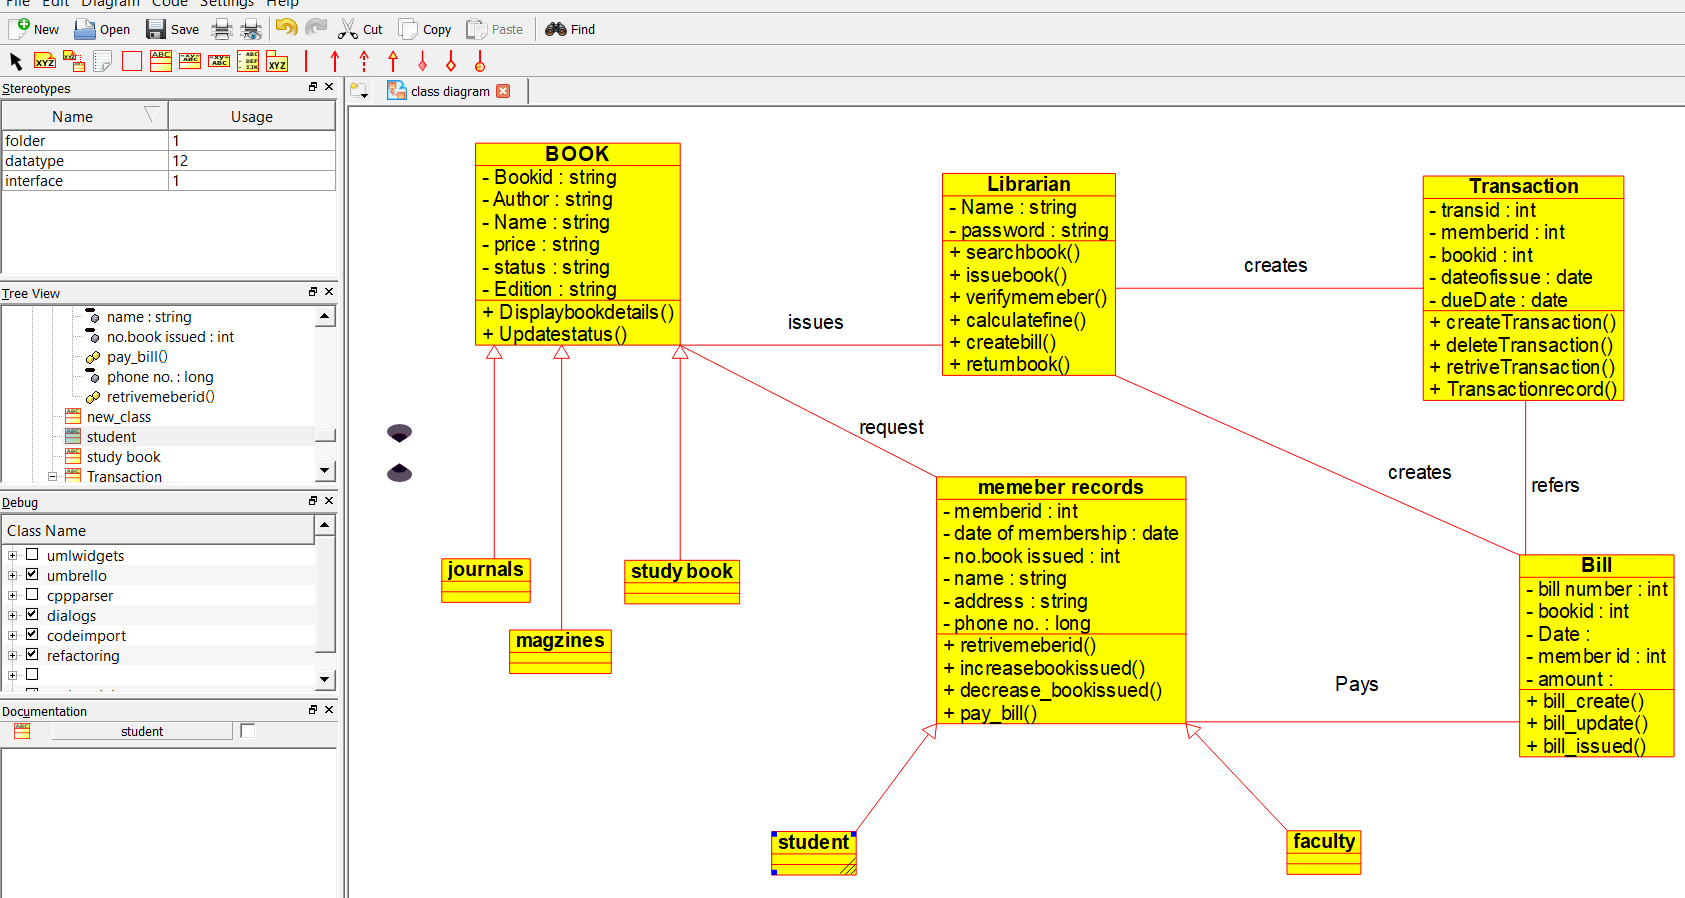 File Edit Diagram Code Settings Help
New Open Save Cut Copy Paste Find
Stereotypes
Name Usage
folder 1
datatype 12
interface 1
Tree View
name : string
no.book issued : int
pay_bill()
phone no. : long
retrivemeberid()
new_class
student
study book
Transaction
Debug
Class Name
umlwidgets
umbrello
cppparser
dialogs
codeimport
refactoring
Documentation
student
class diagram
BOOK
- Bookid : string
- Author : string
- Name : string
- price : string
- status : string
- Edition : string
+ Displaybookdetails()
+ Updatestatus()
issues
Librarian
- Name : string
- password : string
+ searchbook()
+ issuebook()
+ verifymemeber()
+ calculatefine()
+ createbill()
+ returnbook()
creates
Transaction
- transid : int
- memberid : int
- bookid : int
- dateofissue : date
- dueDate : date
+ createTransaction()
+ deleteTransaction()
+ retriveTransaction()
+ Transactionrecord()
request
creates
refers
journals
magzines
study book
memeber records
- memberid : int
- date of membership : date
- no.book issued : int
- name : string
- address : string
- phone no. : long
+ retrivemeberid()
+ increasebookissued()
+ decrease_bookissued()
+ pay_bill()
Pays
Bill
- bill number : int
- bookid : int
- Date :
- member id : int
- amount :
+ bill_create()
+ bill_update()
+ bill_issued()
student
faculty